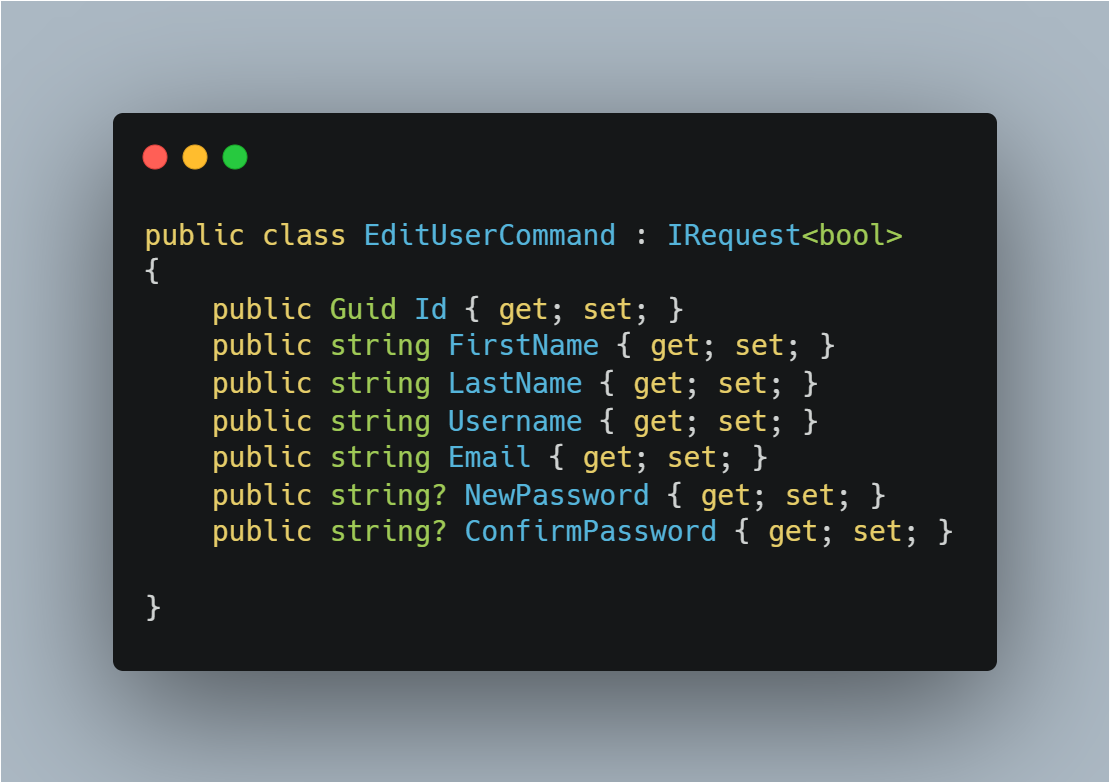 public class EditUserCommand : IRequest<bool>
{
    public Guid Id { get; set; }
    public string FirstName { get; set; }
    public string LastName { get; set; }
    public string Username { get; set; }
    public string Email { get; set; }
    public string? NewPassword { get; set; }
    public string? ConfirmPassword { get; set; }
}